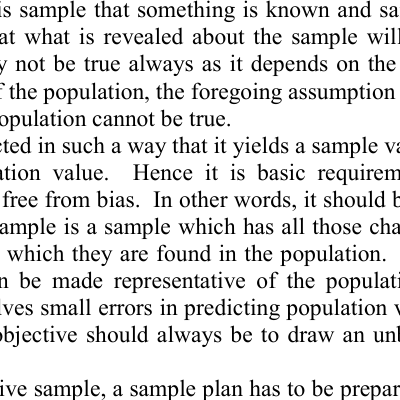 is sample that something is known and sa
at what is revealed about the sample will
y not be true always as it depends on the
f the population, the foregoing assumption
opulation cannot be true.
cted in such a way that it yields a sample va
ation value. Hence it is basic requirem
free from bias. In other words, it should b
ample is a sample which has all those cha
which they are found in the population.
n be made representative of the populati
lves small errors in predicting population v
objective should always be to draw an unb
ive sample, a sample plan has to be prepar